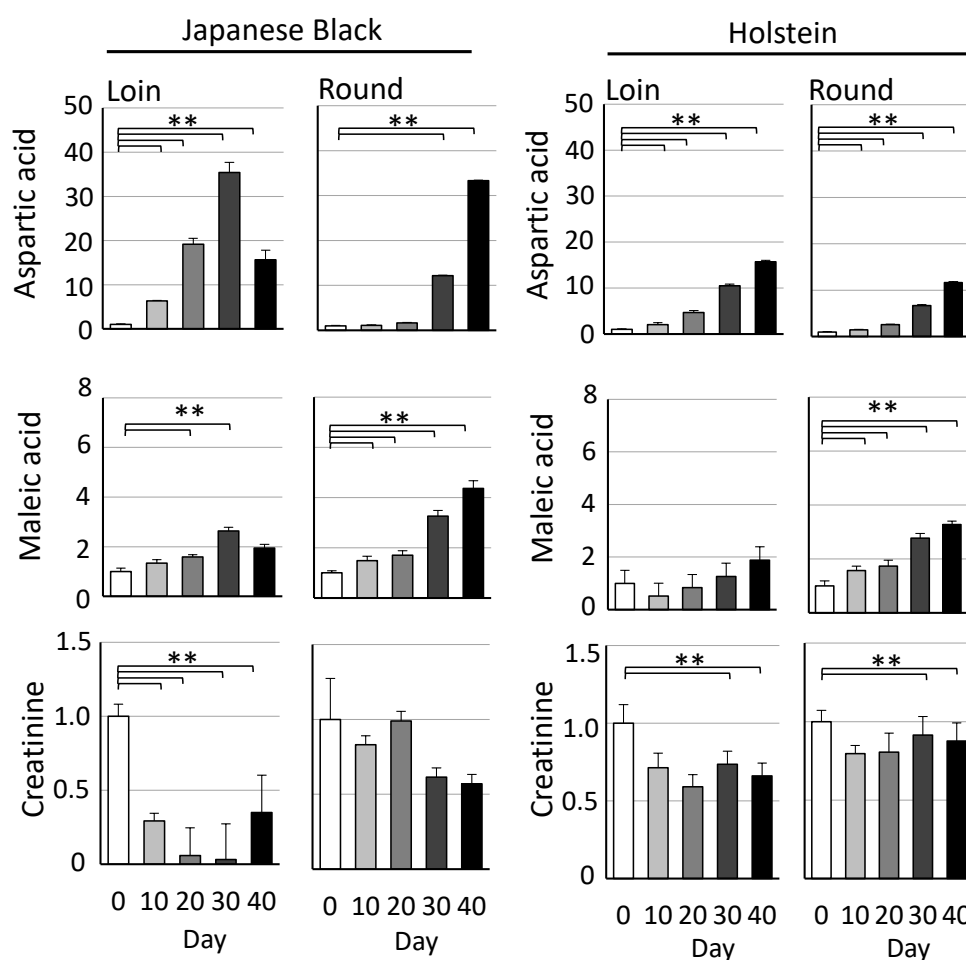 Japanese Black
Holstein
Loin
Round
Loin
Round
Aspartic acid
50
40
30
20
10
0
**
**
Aspartic acid
50
40
30
20
10
0
**
**
Maleic acid
8
6
4
2
0
**
**
Maleic acid
8
6
4
2
0
**
Creatinine
1.5
1.0
0.5
0
**
Creatinine
1.5
1.0
0.5
0
**
**
0 10 20 30 40
0 10 20 30 40
0 10 20 30 40
0 10 20 30 40
Day
Day
Day
Day